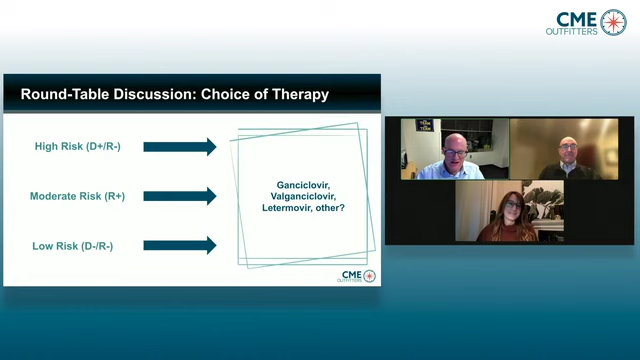 CME
OUTFITTERS
Round-Table Discussion: Choice of Therapy
High Risk (D+/R-)
Moderate Risk (R+)
Low Risk (D-/R-)
Ganciclovir,
Valganciclovir,
Letermovir, other?
CME
OUTFITTERS